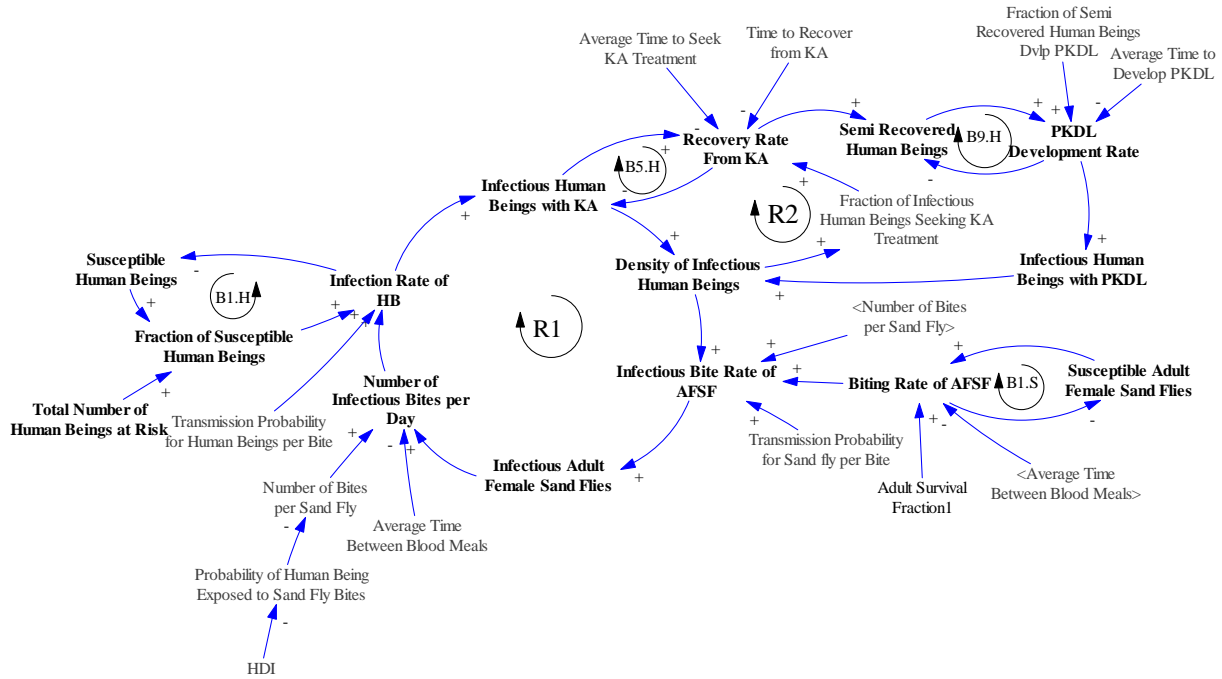 Fraction of Semi
Recovered Human Beings
Dvlp PKDL
Average Time to Seek
KA Treatment
Time to Recover
from KA
Average Time to
Develop PKDL
+
+
+
-
-
-
-
Semi Recovered
Human Beings
B9.H
PKDL
Development Rate
Recovery Rate
From KA
+
-
B5.H
Infectious Human
Beings with KA
-
+
+
R2
Fraction of Infectious
Human Beings Seeking KA
Treatment
+
+
+
Susceptible
Human Beings
-
Infection Rate of
HB
Density of Infectious
Human Beings
Infectious Human
Beings with PKDL
+
B1.H
+
+
+
+
R1
<Number of Bites
per Sand Fly>
Fraction of Susceptible
Human Beings
+
+
+
+
Infectious Bite Rate of
AFSF
Biting Rate of AFSF
B1.S
Susceptible Adult
Female Sand Flies
+
Number of
Infectious Bites per
Day
Total Number of
Human Beings at Risk
Transmission Probability
for Human Beings per Bite
+
+
-
-
+
-
+
Transmission Probability
for Sand fly per Bite
Infectious Adult
Female Sand Flies
+
<Average Time
Between Blood Meals>
Adult Survival
Fraction1
Number of Bites
per Sand Fly
-
Average Time
Between Blood Meals
Probability of Human Being
Exposed to Sand Fly Bites
-
HDI